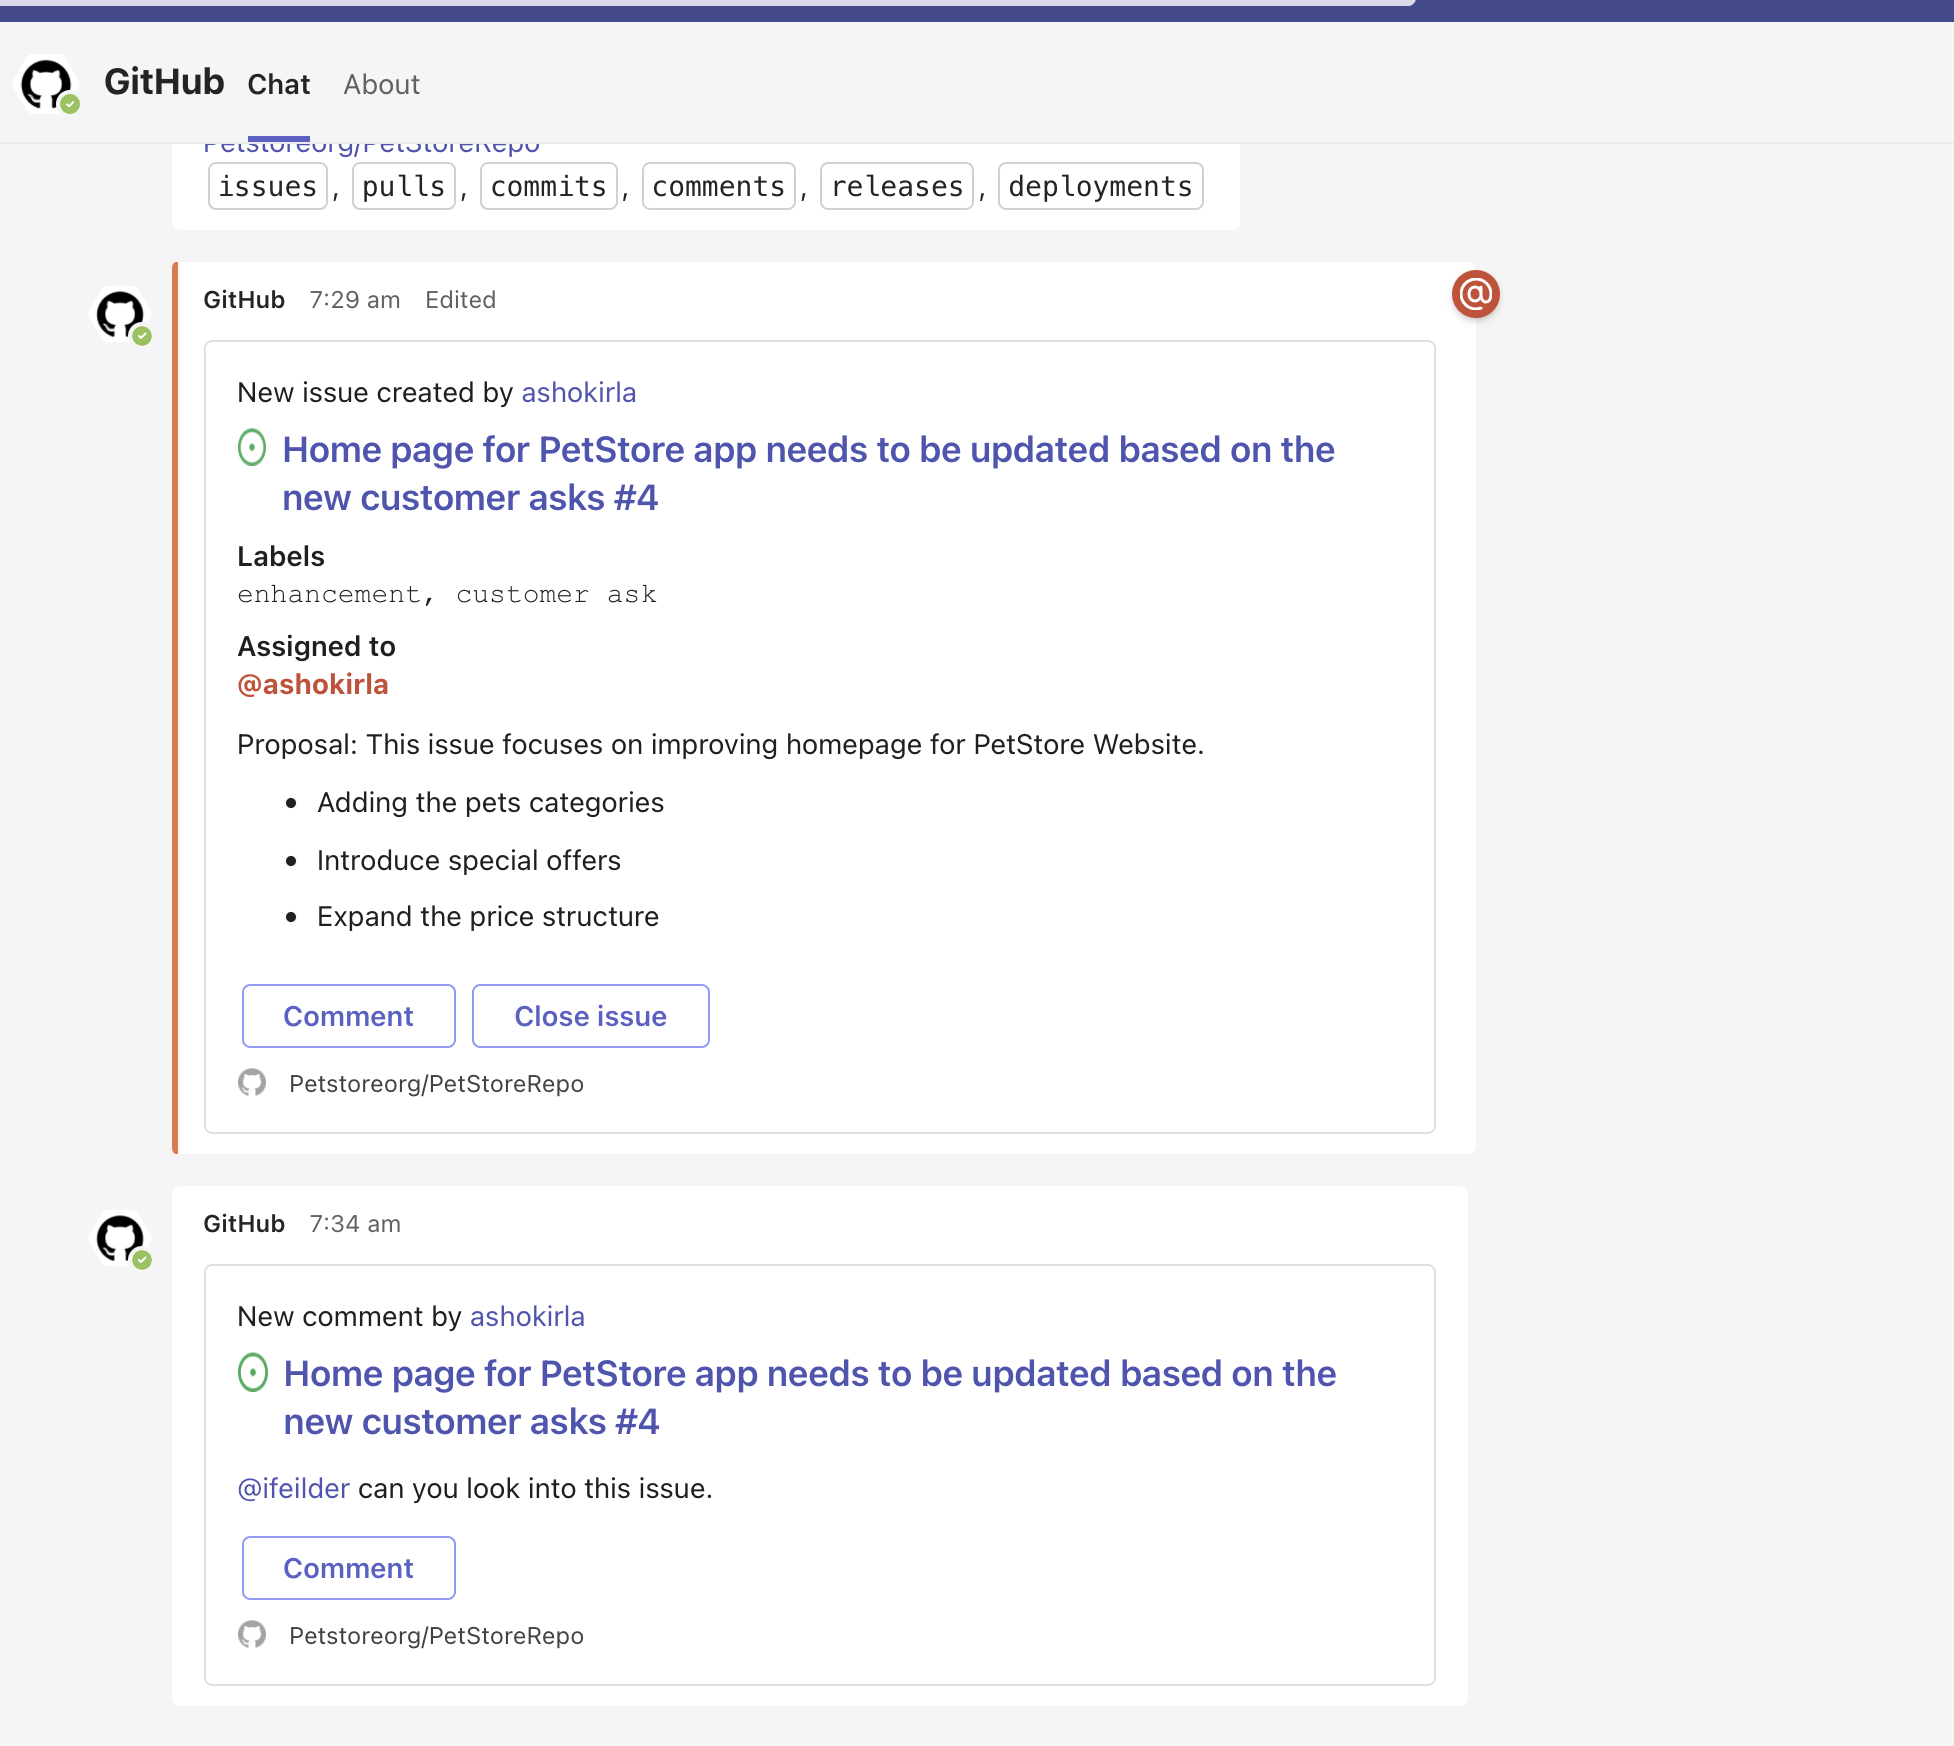 GitHub Chat About
Petstoreorg/PetStoreRepo
issues, pulls, commits, comments, releases, deployments
GitHub 7:29 am Edited
@
New issue created by ashokirla
Home page for PetStore app needs to be updated based on the
new customer asks #4
Labels
enhancement, customer ask
Assigned to
@ashokirla
Proposal: This issue focuses on improving homepage for PetStore Website.
• Adding the pets categories
• Introduce special offers
• Expand the price structure
Comment Close issue
Petstoreorg/PetStoreRepo
GitHub 7:34 am
New comment by ashokirla
Home page for PetStore app needs to be updated based on the
new customer asks #4
@ifeilder can you look into this issue.
Comment
Petstoreorg/PetStoreRepo